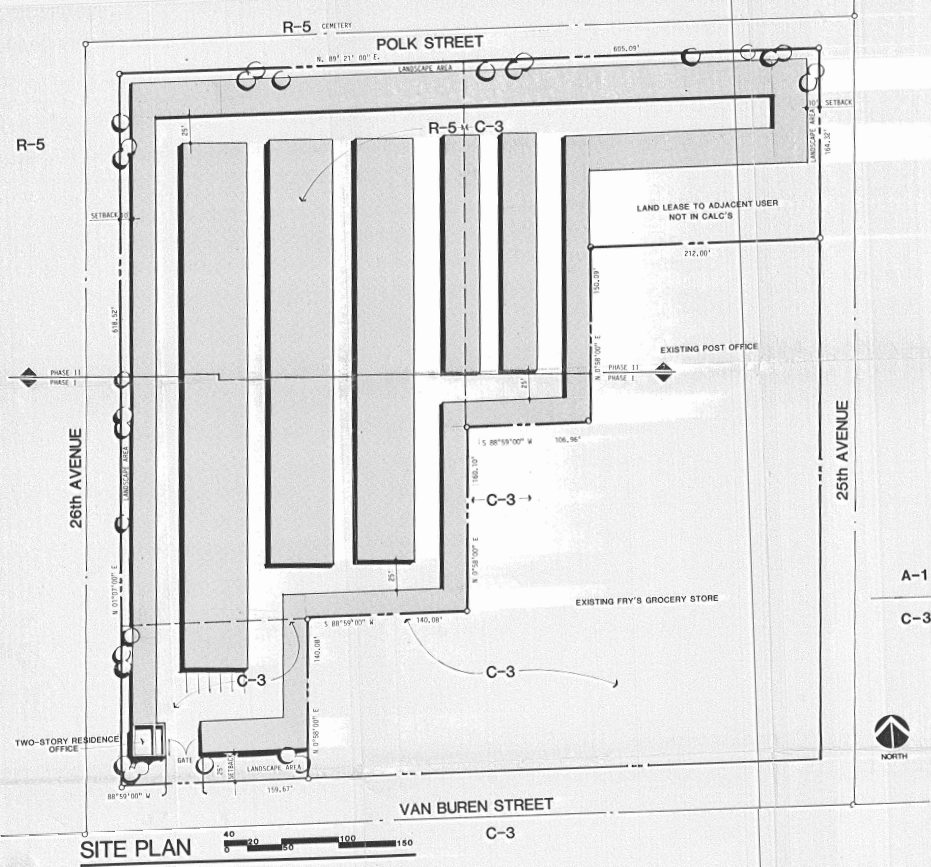 R-5 CEMETERY
POLK STREET
N. 89° 21' 00" E.
605.09'
LANDSCAPE AREA
R-5
25'
R-5 C-3
10' SETBACK
LANDSCAPE AREA
164.32'
SETBACK 10'
LAND LEASE TO ADJACENT USER
NOT IN CALC'S
212.00'
150.09'
618.52'
N 0°58'00" E
EXISTING POST OFFICE
PHASE II
PHASE I
PHASE II
PHASE I
25'
26th AVENUE
25th AVENUE
S 88°59'00" W
106.96'
LANDSCAPE AREA
160.10'
C-3
N 0°58'00" E
25'
N 01°07'00" E
A-1
C-3
EXISTING FRY'S GROCERY STORE
S 88°59'00" W
140.08'
140.08'
C-3
C-3
N 0°58'00" E
TWO-STORY RESIDENCE
OFFICE
GATE
25'
SETBACK
LANDSCAPE AREA
NORTH
88°59'00" W
159.67'
VAN BUREN STREET
C-3
SITE PLAN
40 20 100
0 50 150